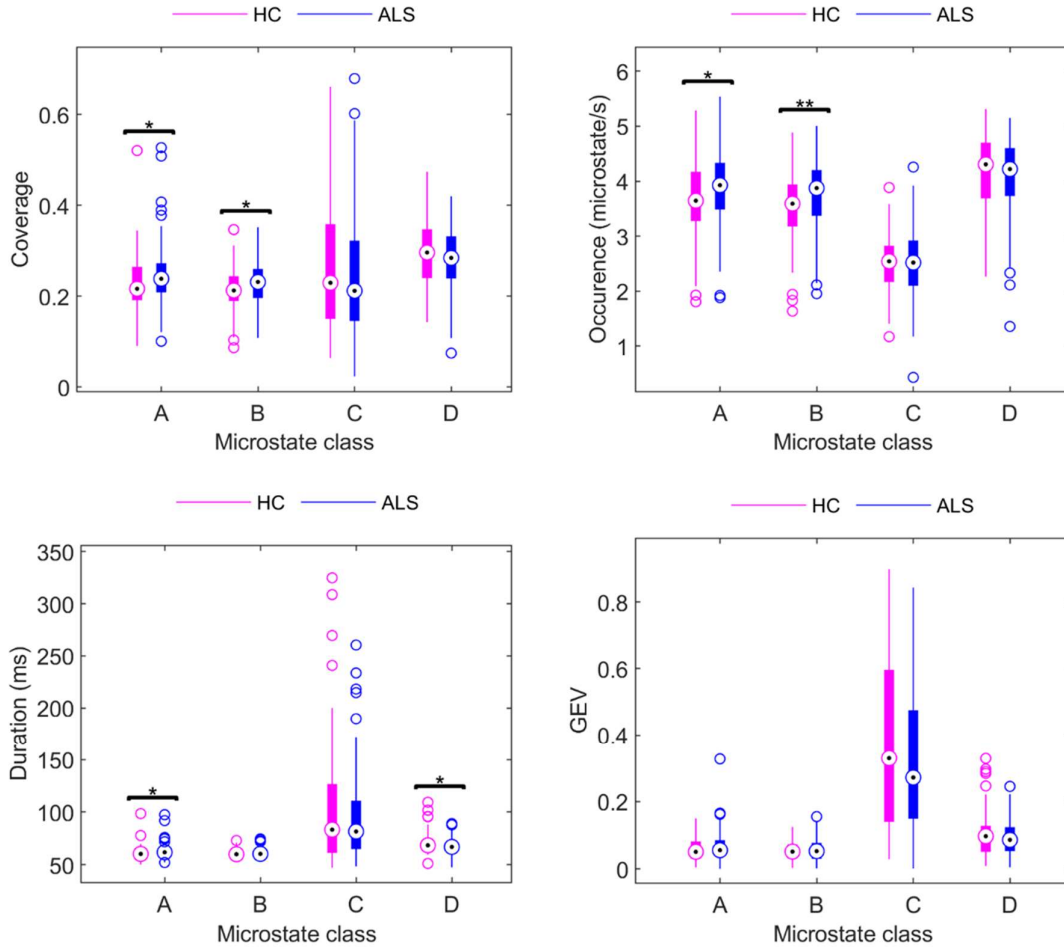 HC ALS
0.6
0.4
0.2
0
Coverage
*
*
A B C D
Microstate class
HC ALS
6
5
4
3
2
1
Occurence (microstate/s)
*
**
A B C D
Microstate class
HC ALS
350
300
250
200
150
100
50
Duration (ms)
*
*
A B C D
Microstate class
HC ALS
0.8
0.6
0.4
0.2
0
GEV
A B C D
Microstate class